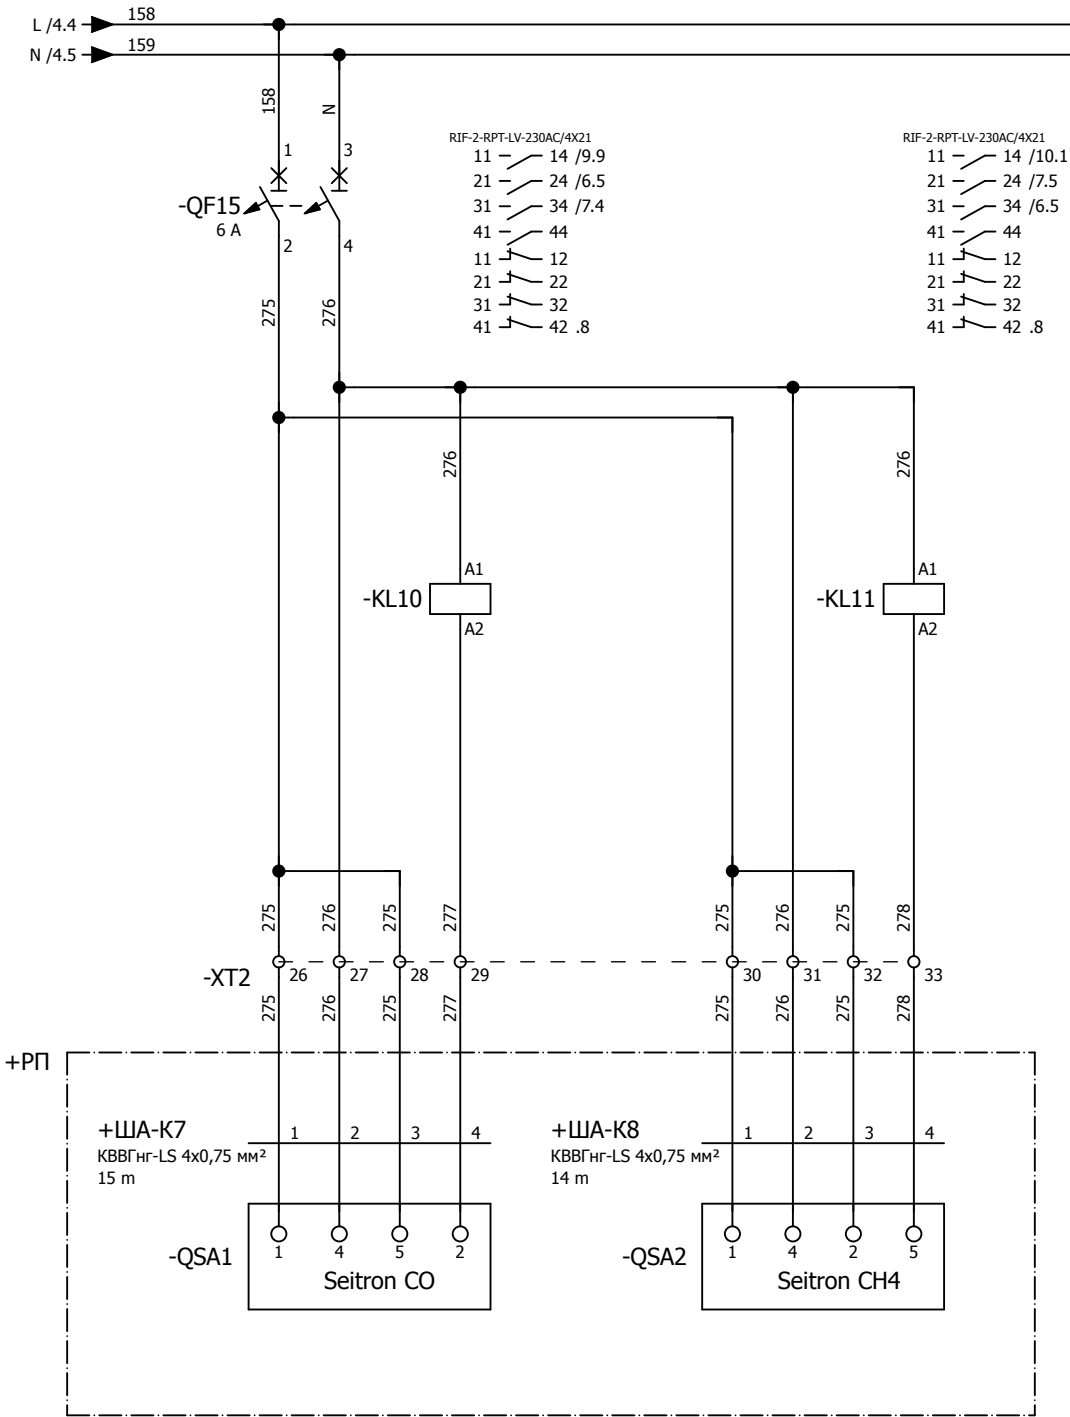 L /4.4 158
N /4.5 159
158 N
RIF-2-RPT-LV-230AC/4X21 RIF-2-RPT-LV-230AC/4X21
1 3
11 14 /9.9 11 14 /10.1
21 24 /6.5 21 24 /7.5
31 34 /7.4 31 34 /6.5
-QF15
6 A
41 44 41 44
2 4
11 12 11 12
21 22 21 22
31 32 31 32
41 42 .8 41 42 .8
275 276
276 276
A1 A1
-KL10 -KL11
A2 A2
275 276 275 277 275 276 275 278
-XT2 26 27 28 29 30 31 32 33
275 276 275 277 275 276 275 278
+РП
+ША-К7 1 2 3 4 +ША-К8 1 2 3 4
КВВГнг-LS 4x0,75 мм² КВВГнг-LS 4x0,75 мм²
15 m 14 m
-QSA1 1 4 5 2 -QSA2 1 4 2 5
Seitron CO Seitron CH4